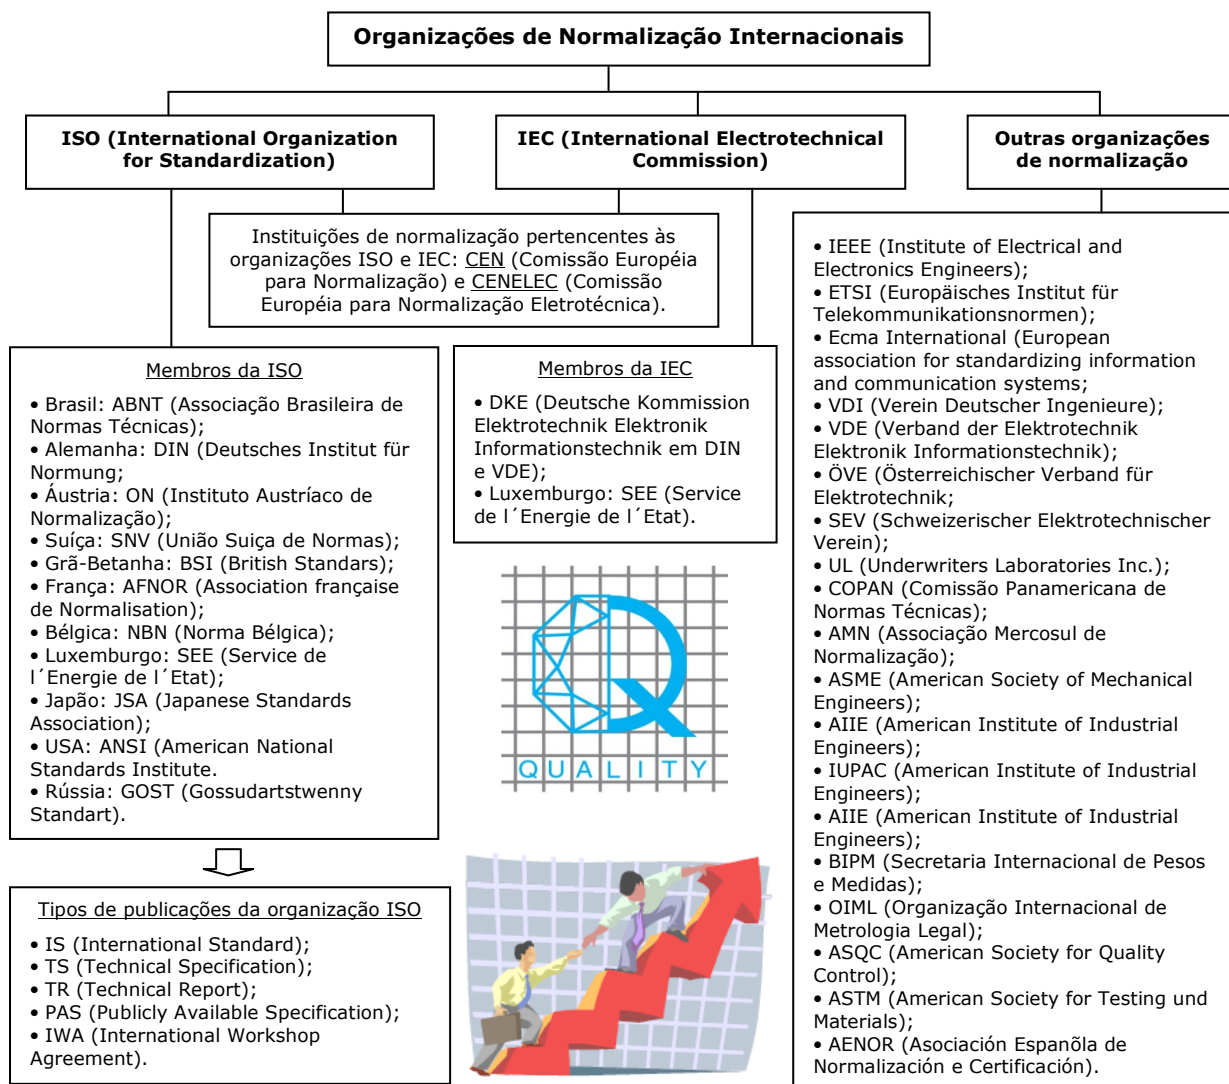 Organizações de Normalização Internacionais
ISO (International Organization
for Standardization)
IEC (International Electrotechnical
Commission)
Outras organizações
de normalização
Instituições de normalização pertencentes às
organizações ISO e IEC: CEN (Comissão Européia
para Normalização) e CENELEC (Comissão
Européia para Normalização Eletrotécnica).
Membros da ISO
• Brasil: ABNT (Associação Brasileira de
Normas Técnicas);
• Alemanha: DIN (Deutsches Institut für
Normung;
• Áustria: ON (Instituto Austríaco de
Normalização);
• Suíça: SNV (União Suiça de Normas);
• Grã-Betanha: BSI (British Standars);
• França: AFNOR (Association française
de Normalisation);
• Bélgica: NBN (Norma Bélgica);
• Luxemburgo: SEE (Service de
l´Energie de l´Etat);
• Japão: JSA (Japanese Standards
Association);
• USA: ANSI (American National
Standards Institute.
• Rússia: GOST (Gossudartstwenny
Standart).
Tipos de publicações da organização ISO
• IS (International Standard);
• TS (Technical Specification);
• TR (Technical Report);
• PAS (Publicly Available Specification);
• IWA (International Workshop
Agreement).
Membros da IEC
• DKE (Deutsche Kommission
Elektrotechnik Elektronik
Informationstechnik em DIN
e VDE);
• Luxemburgo: SEE (Service
de l´Energie de l´Etat).
QUALITY
• IEEE (Institute of Electrical and
Electronics Engineers);
• ETSI (Europäisches Institut für
Telekommunikationsnormen);
• Ecma International (European
association for standardizing information
and communication systems;
• VDI (Verein Deutscher Ingenieure);
• VDE (Verband der Elektrotechnik
Elektronik Informationstechnik);
• ÖVE (Österreichischer Verband für
Elektrotechnik;
• SEV (Schweizerischer Elektrotechnischer
Verein);
• UL (Underwriters Laboratories Inc.);
• COPAN (Comissão Panamericana de
Normas Técnicas);
• AMN (Associação Mercosul de
Normalização);
• ASME (American Society of Mechanical
Engineers);
• AIIE (American Institute of Industrial
Engineers);
• IUPAC (American Institute of Industrial
Engineers);
• AIIE (American Institute of Industrial
Engineers);
• BIPM (Secretaria Internacional de Pesos
e Medidas);
• OIML (Organização Internacional de
Metrologia Legal);
• ASQC (American Society for Quality
Control);
• ASTM (American Society for Testing und
Materials);
• AENOR (Asociación Espanõla de
Normalización e Certificación).